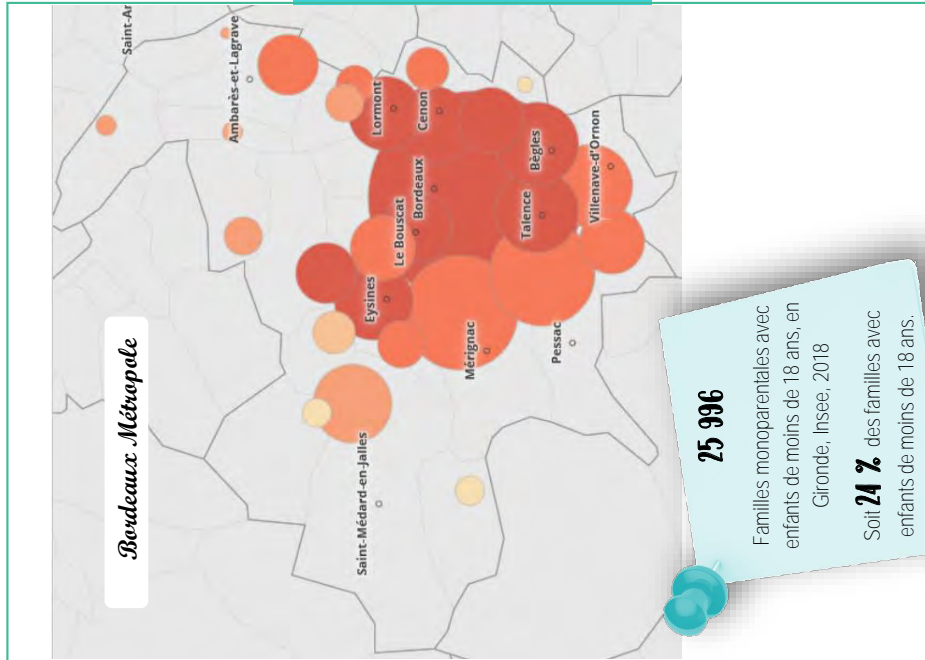 Bordeaux Métropole
Saint-Ar
Ambarès-et-Lagrave
Lormont
Cenon
Bordeaux
Le Bouscat
Bègles
Talence
Villenave-d'Ornon
Eysines
Mérignac
Pessac
Saint-Médard-en-Jalles
25 996
Familles monoparentales avec
enfants de moins de 18 ans, en
Gironde, Insee, 2018
Soit 24 % des familles avec
enfants de moins de 18 ans.